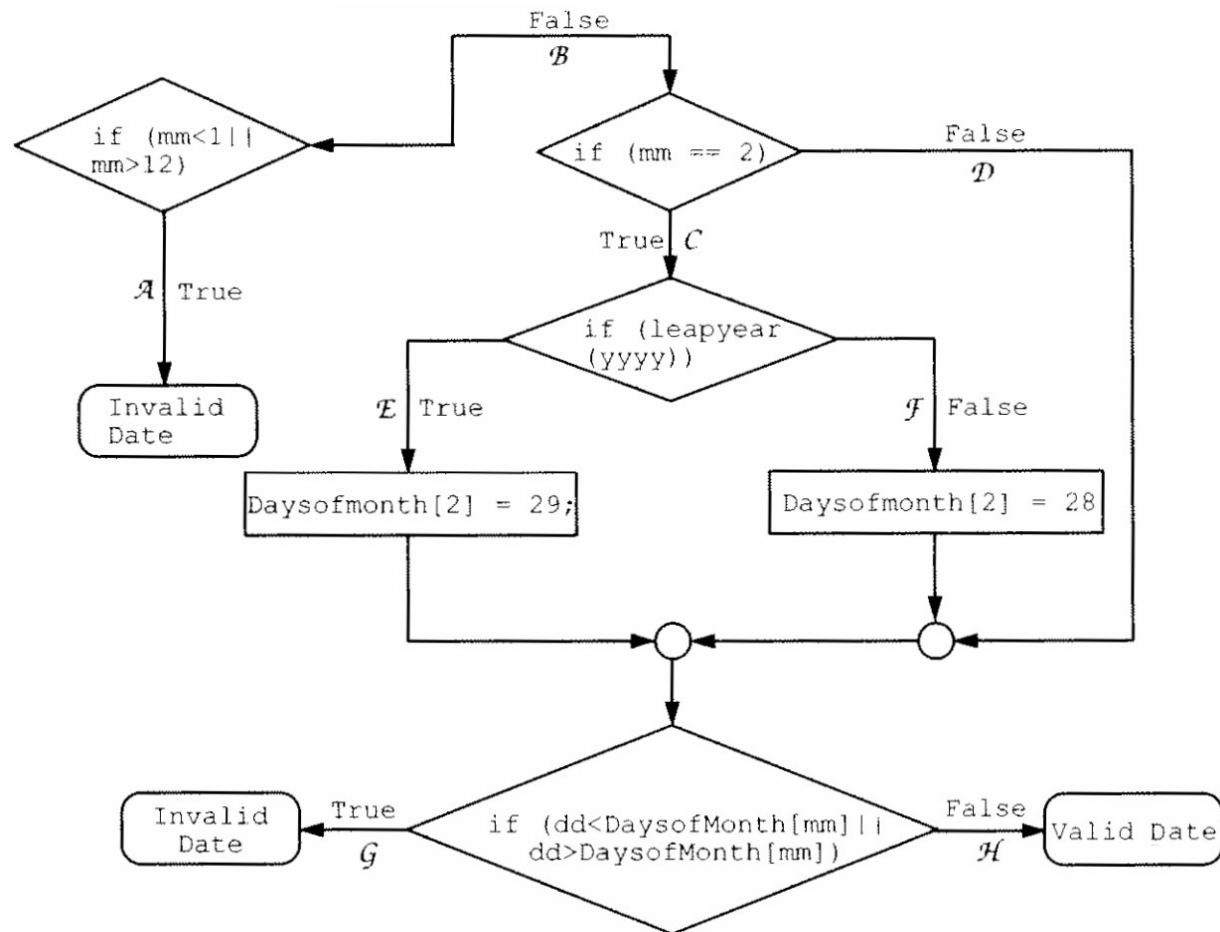 False
B
if (mm<1||
mm>12)
if (mm == 2)
False
D
True C
A True
if (leapyear
(yyyy))
Invalid
Date
E True
F False
Daysofmonth[2] = 29;
Daysofmonth[2] = 28
Invalid
Date
True
G
if (dd<DaysofMonth[mm]||
dd>DaysofMonth[mm])
False
H
Valid Date